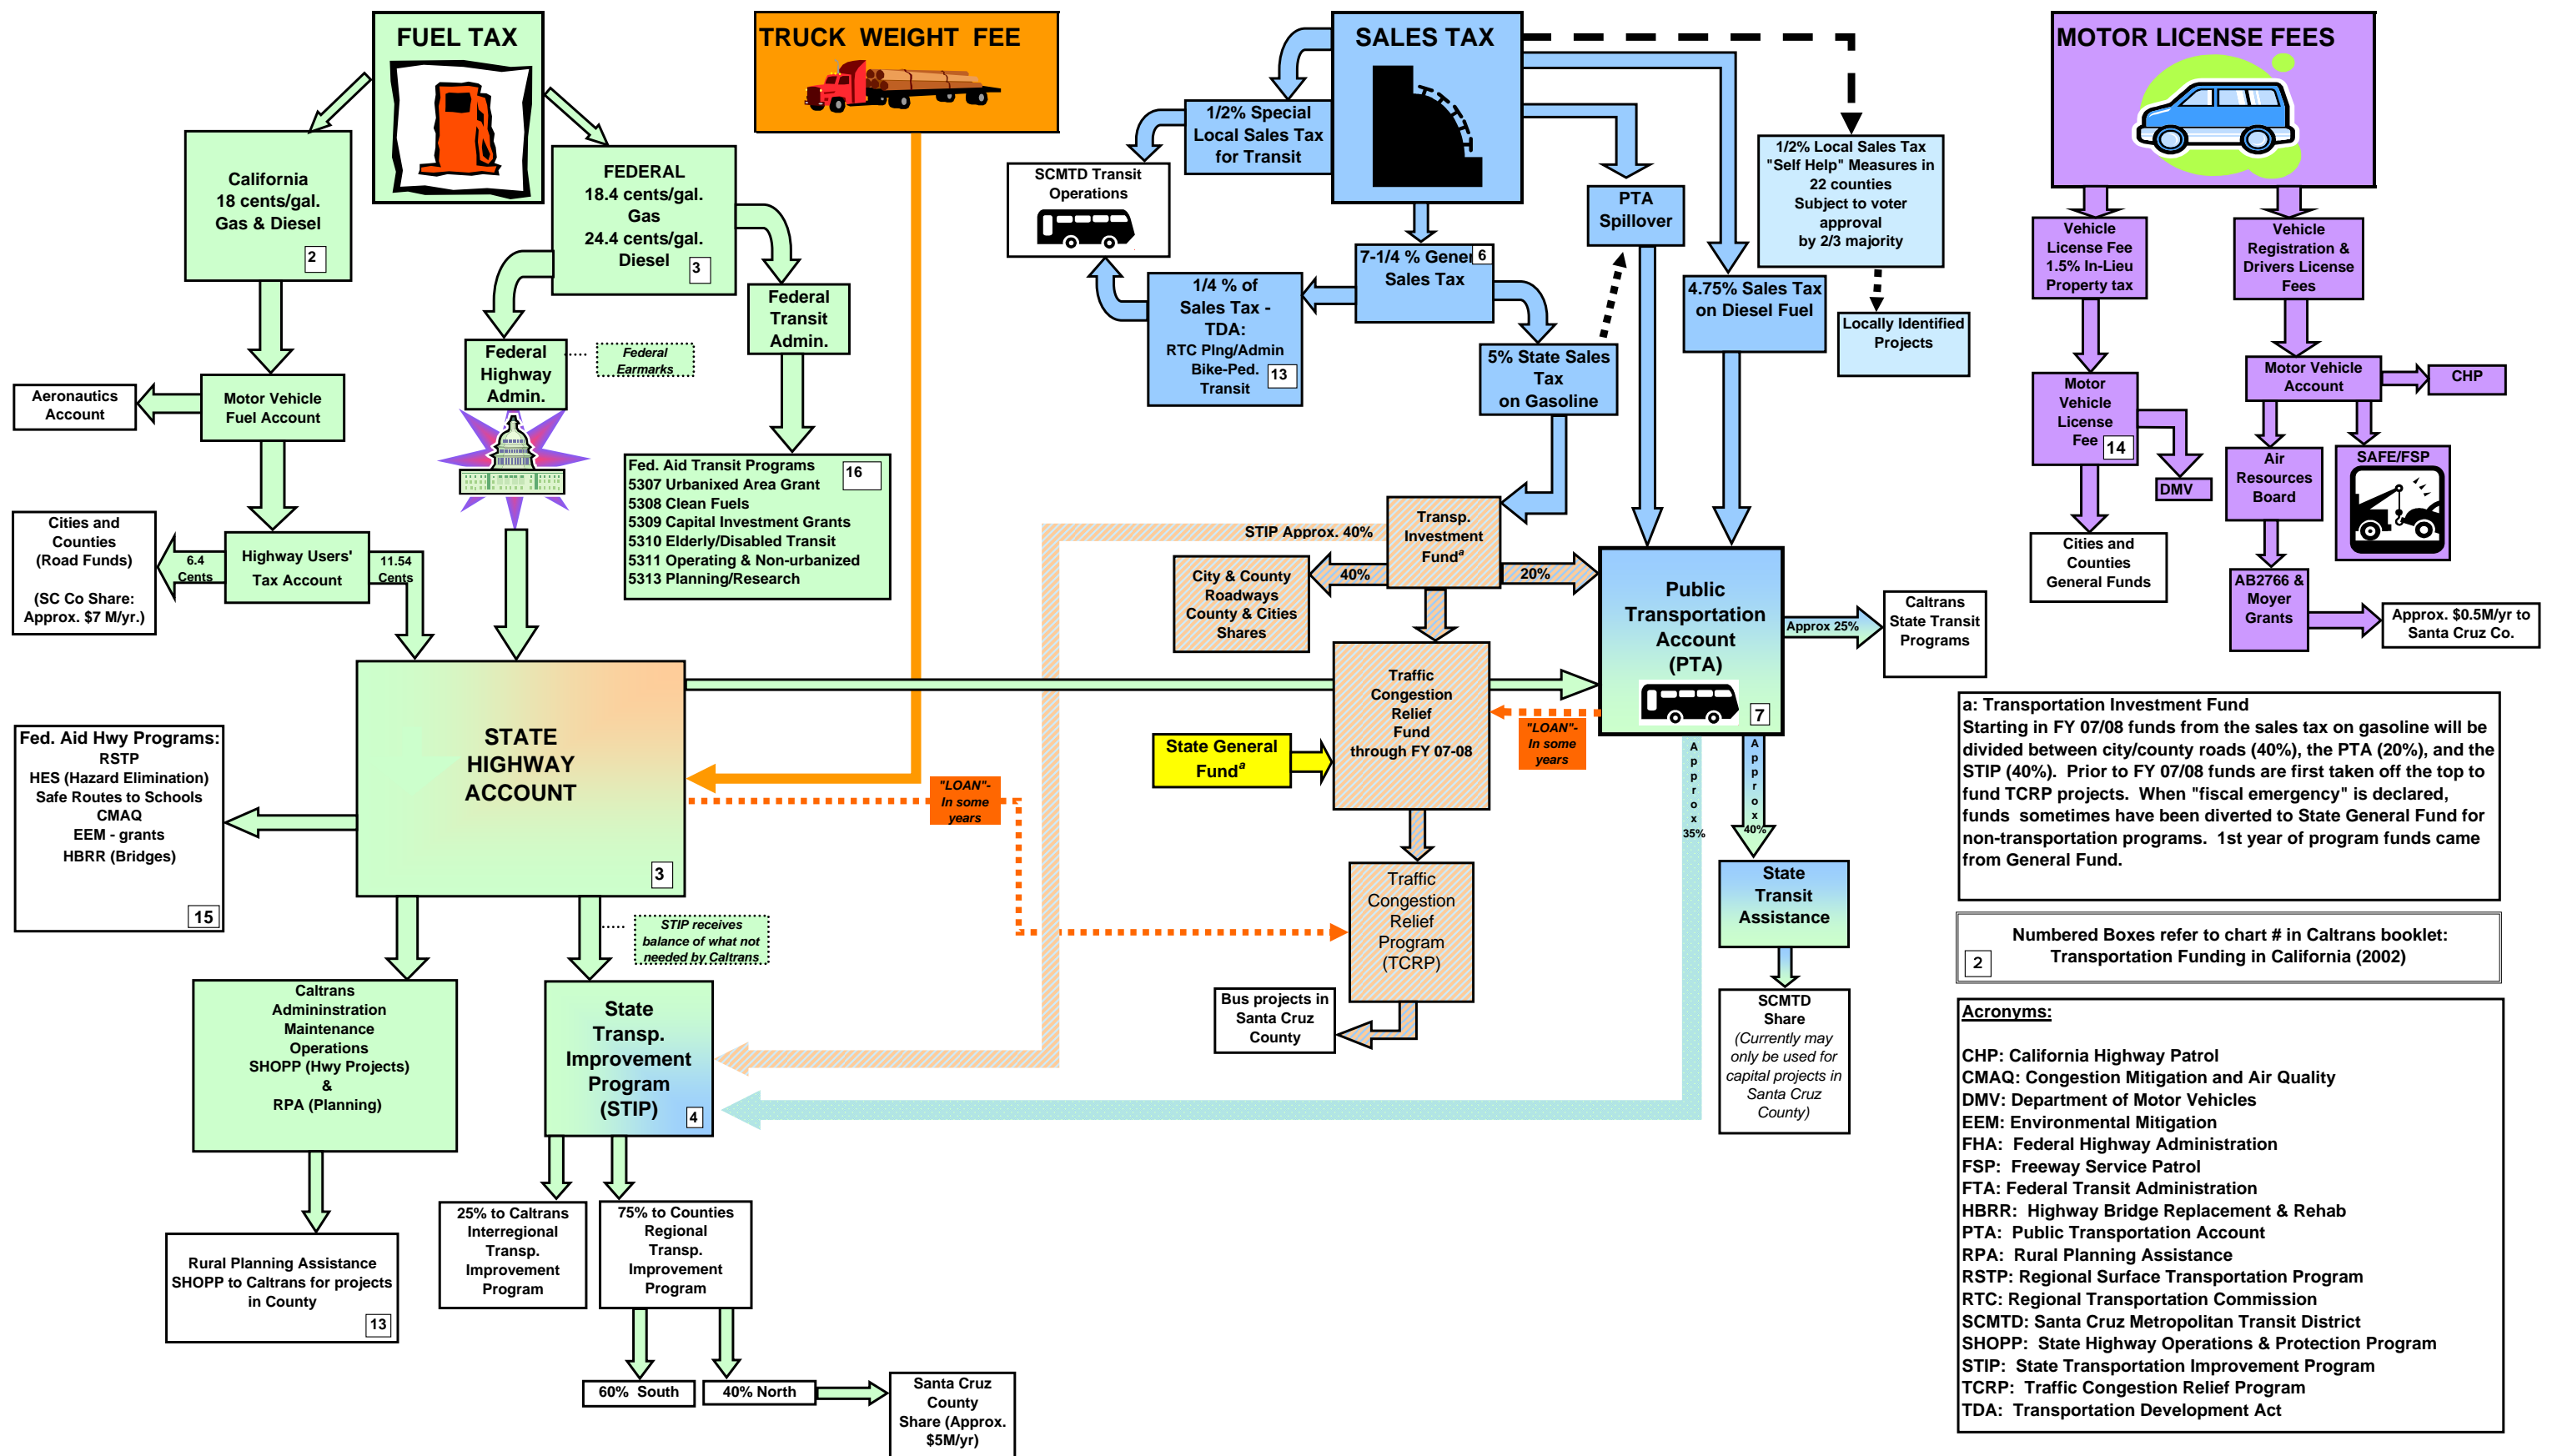 FUEL TAX
TRUCK WEIGHT FEE
SALES TAX
MOTOR LICENSE FEES
California
18 cents/gal.
Gas & Diesel
2
FEDERAL
18.4 cents/gal.
Gas
24.4 cents/gal.
Diesel
3
1/2% Special
Local Sales Tax
for Transit
SCMTD Transit
Operations
PTA
Spillover
1/2% Local Sales Tax
"Self Help" Measures in
22 counties
Subject to voter
approval
by 2/3 majority
Locally Identified
Projects
Vehicle
License Fee
1.5% In-Lieu
Property tax
Vehicle
Registration &
Drivers License
Fees
Federal
Transit
Admin.
Federal
Highway
Admin.
Federal
Earmarks
1/4 % of
Sales Tax -
TDA:
RTC Plng/Admin
Bike-Ped.
Transit
13
7-1/4 % Gener
6
Sales Tax
5% State Sales
Tax
on Gasoline
4.75% Sales Tax
on Diesel Fuel
Aeronautics
Account
Motor Vehicle
Fuel Account
Motor
Vehicle
License
Fee
14
DMV
Motor Vehicle
Account
CHP
Air
Resources
Board
SAFE/FSP
Cities and
Counties
General Funds
AB2766 &
Moyer
Grants
Approx. $0.5M/yr to
Santa Cruz Co.
Cities and
Counties
(Road Funds)
(SC Co Share:
Approx. $7 M/yr.)
6.4
Cents
Highway Users'
Tax Account
11.54
Cents
Fed. Aid Transit Programs
16
5307 Urbanixed Area Grant
5308 Clean Fuels
5309 Capital Investment Grants
5310 Elderly/Disabled Transit
5311 Operating & Non-urbanized
5313 Planning/Research
STIP Approx. 40%
Transp.
Investment
Fund a
40%
20%
City & County
Roadways
County & Cities
Shares
Public
Transportation
Account
(PTA)
7
Approx 25%
Caltrans
State Transit
Programs
Traffic
Congestion
Relief
Fund
through FY 07-08
State General
Fund a
"LOAN"-
In some
years
"LOAN"-
In some
years
Approx
35%
Approx
40%
STATE
HIGHWAY
ACCOUNT
3
Fed. Aid Hwy Programs:
RSTP
HES (Hazard Elimination)
Safe Routes to Schools
CMAQ
EEM - grants
HBRR (Bridges)
15
STIP receives
balance of what not
needed by Caltrans
Traffic
Congestion
Relief
Program
(TCRP)
Bus projects in
Santa Cruz
County
State
Transit
Assistance
SCMTD
Share
(Currently may
only be used for
capital projects in
Santa Cruz
County)
Caltrans
Admininstration
Maintenance
Operations
SHOPP (Hwy Projects)
&
RPA (Planning)
State
Transp.
Improvement
Program
(STIP)
4
Rural Planning Assistance
SHOPP to Caltrans for projects
in County
13
25% to Caltrans
Interregional
Transp.
Improvement
Program
75% to Counties
Regional
Transp.
Improvement
Program
60% South
40% North
Santa Cruz
County
Share (Approx.
$5M/yr)
a: Transportation Investment Fund
Starting in FY 07/08 funds from the sales tax on gasoline will be
divided between city/county roads (40%), the PTA (20%), and the
STIP (40%). Prior to FY 07/08 funds are first taken off the top to
fund TCRP projects. When "fiscal emergency" is declared,
funds sometimes have been diverted to State General Fund for
non-transportation programs. 1st year of program funds came
from General Fund.
Numbered Boxes refer to chart # in Caltrans booklet:
2
Transportation Funding in California (2002)
Acronyms:
CHP: California Highway Patrol
CMAQ: Congestion Mitigation and Air Quality
DMV: Department of Motor Vehicles
EEM: Environmental Mitigation
FHA: Federal Highway Administration
FSP: Freeway Service Patrol
FTA: Federal Transit Administration
HBRR: Highway Bridge Replacement & Rehab
PTA: Public Transportation Account
RPA: Rural Planning Assistance
RSTP: Regional Surface Transportation Program
RTC: Regional Transportation Commission
SCMTD: Santa Cruz Metropolitan Transit District
SHOPP: State Highway Operations & Protection Program
STIP: State Transportation Improvement Program
TCRP: Traffic Congestion Relief Program
TDA: Transportation Development Act